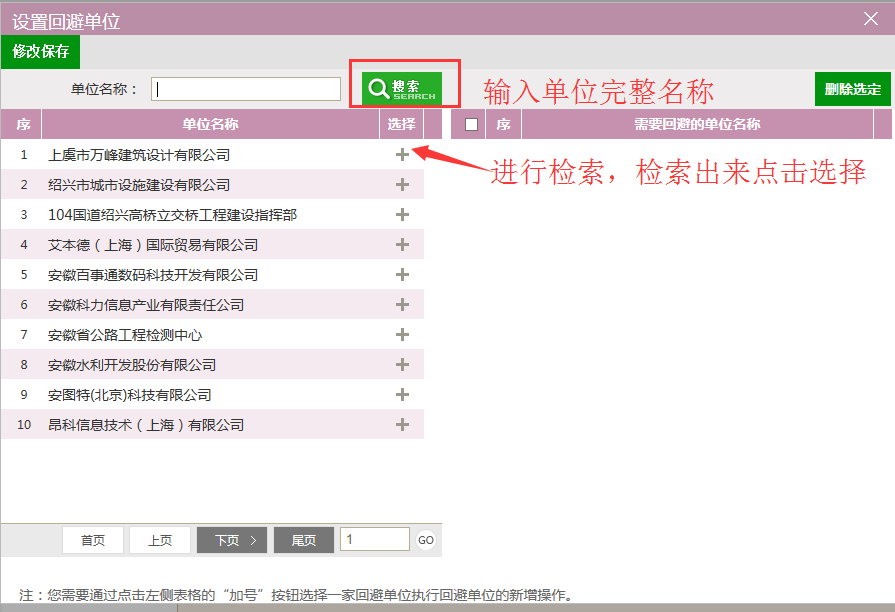 设置回避单位
修改保存
单位名称：
搜索
SEARCH
输入单位完整名称
删除选定
序 单位名称 选择
序 需要回避的单位名称
1 上虞市万峰建筑设计有限公司
进行检索，检索出来点击选择
2 绍兴市城市设施建设有限公司
3 104国道绍兴高桥立交桥工程建设指挥部
4 艾本德（上海）国际贸易有限公司
5 安徽百事通数码科技开发有限公司
6 安徽科力信息产业有限责任公司
7 安徽省公路工程检测中心
8 安徽水利开发股份有限公司
9 安图特(北京)科技有限公司
10 昂科信息技术（上海）有限公司
首页 上页 下页 尾页 1 GO
注：您需要通过点击左侧表格的“加号”按钮选择一家回避单位执行回避单位的新增操作。